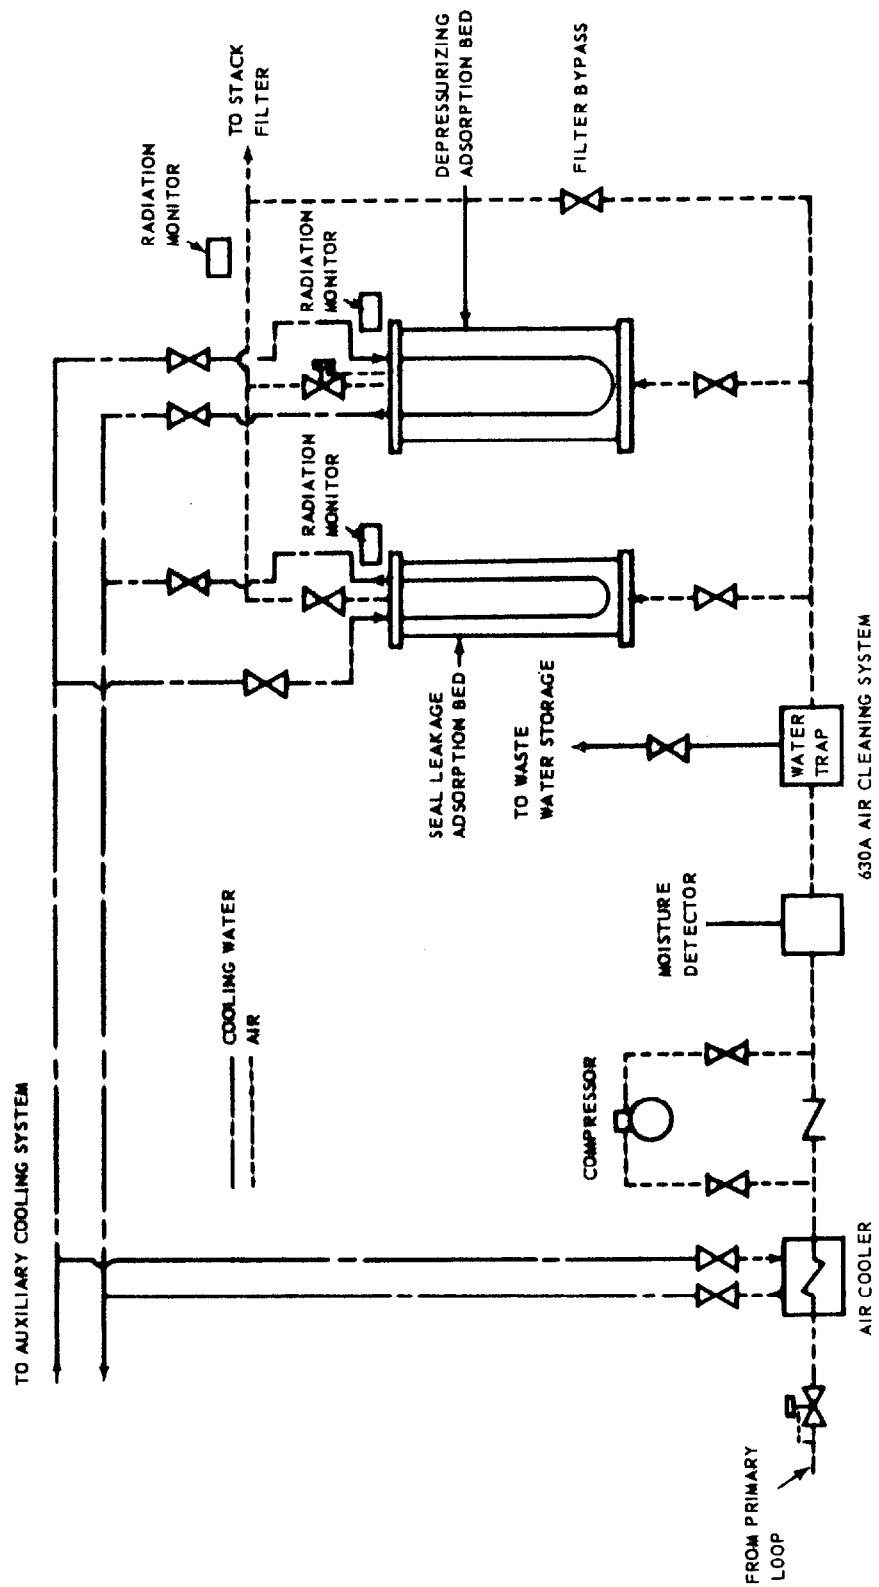 TO AUXILIARY COOLING SYSTEM
COOLING WATER
AIR
RADIATION
MONITOR
TO STACK
FILTER
RADIATION
MONITOR
RADIATION
MONITOR
DEPRESSURIZING
ADSORPTION BED
FILTER BYPASS
SEAL LEAKAGE
ADSORPTION BED
TO WASTE
WATER STORAGE
COMPRESSOR
MOISTURE
DETECTOR
WATER
TRAP
FROM PRIMARY
LOOP
AIR COOLER
630A AIR CLEANING SYSTEM